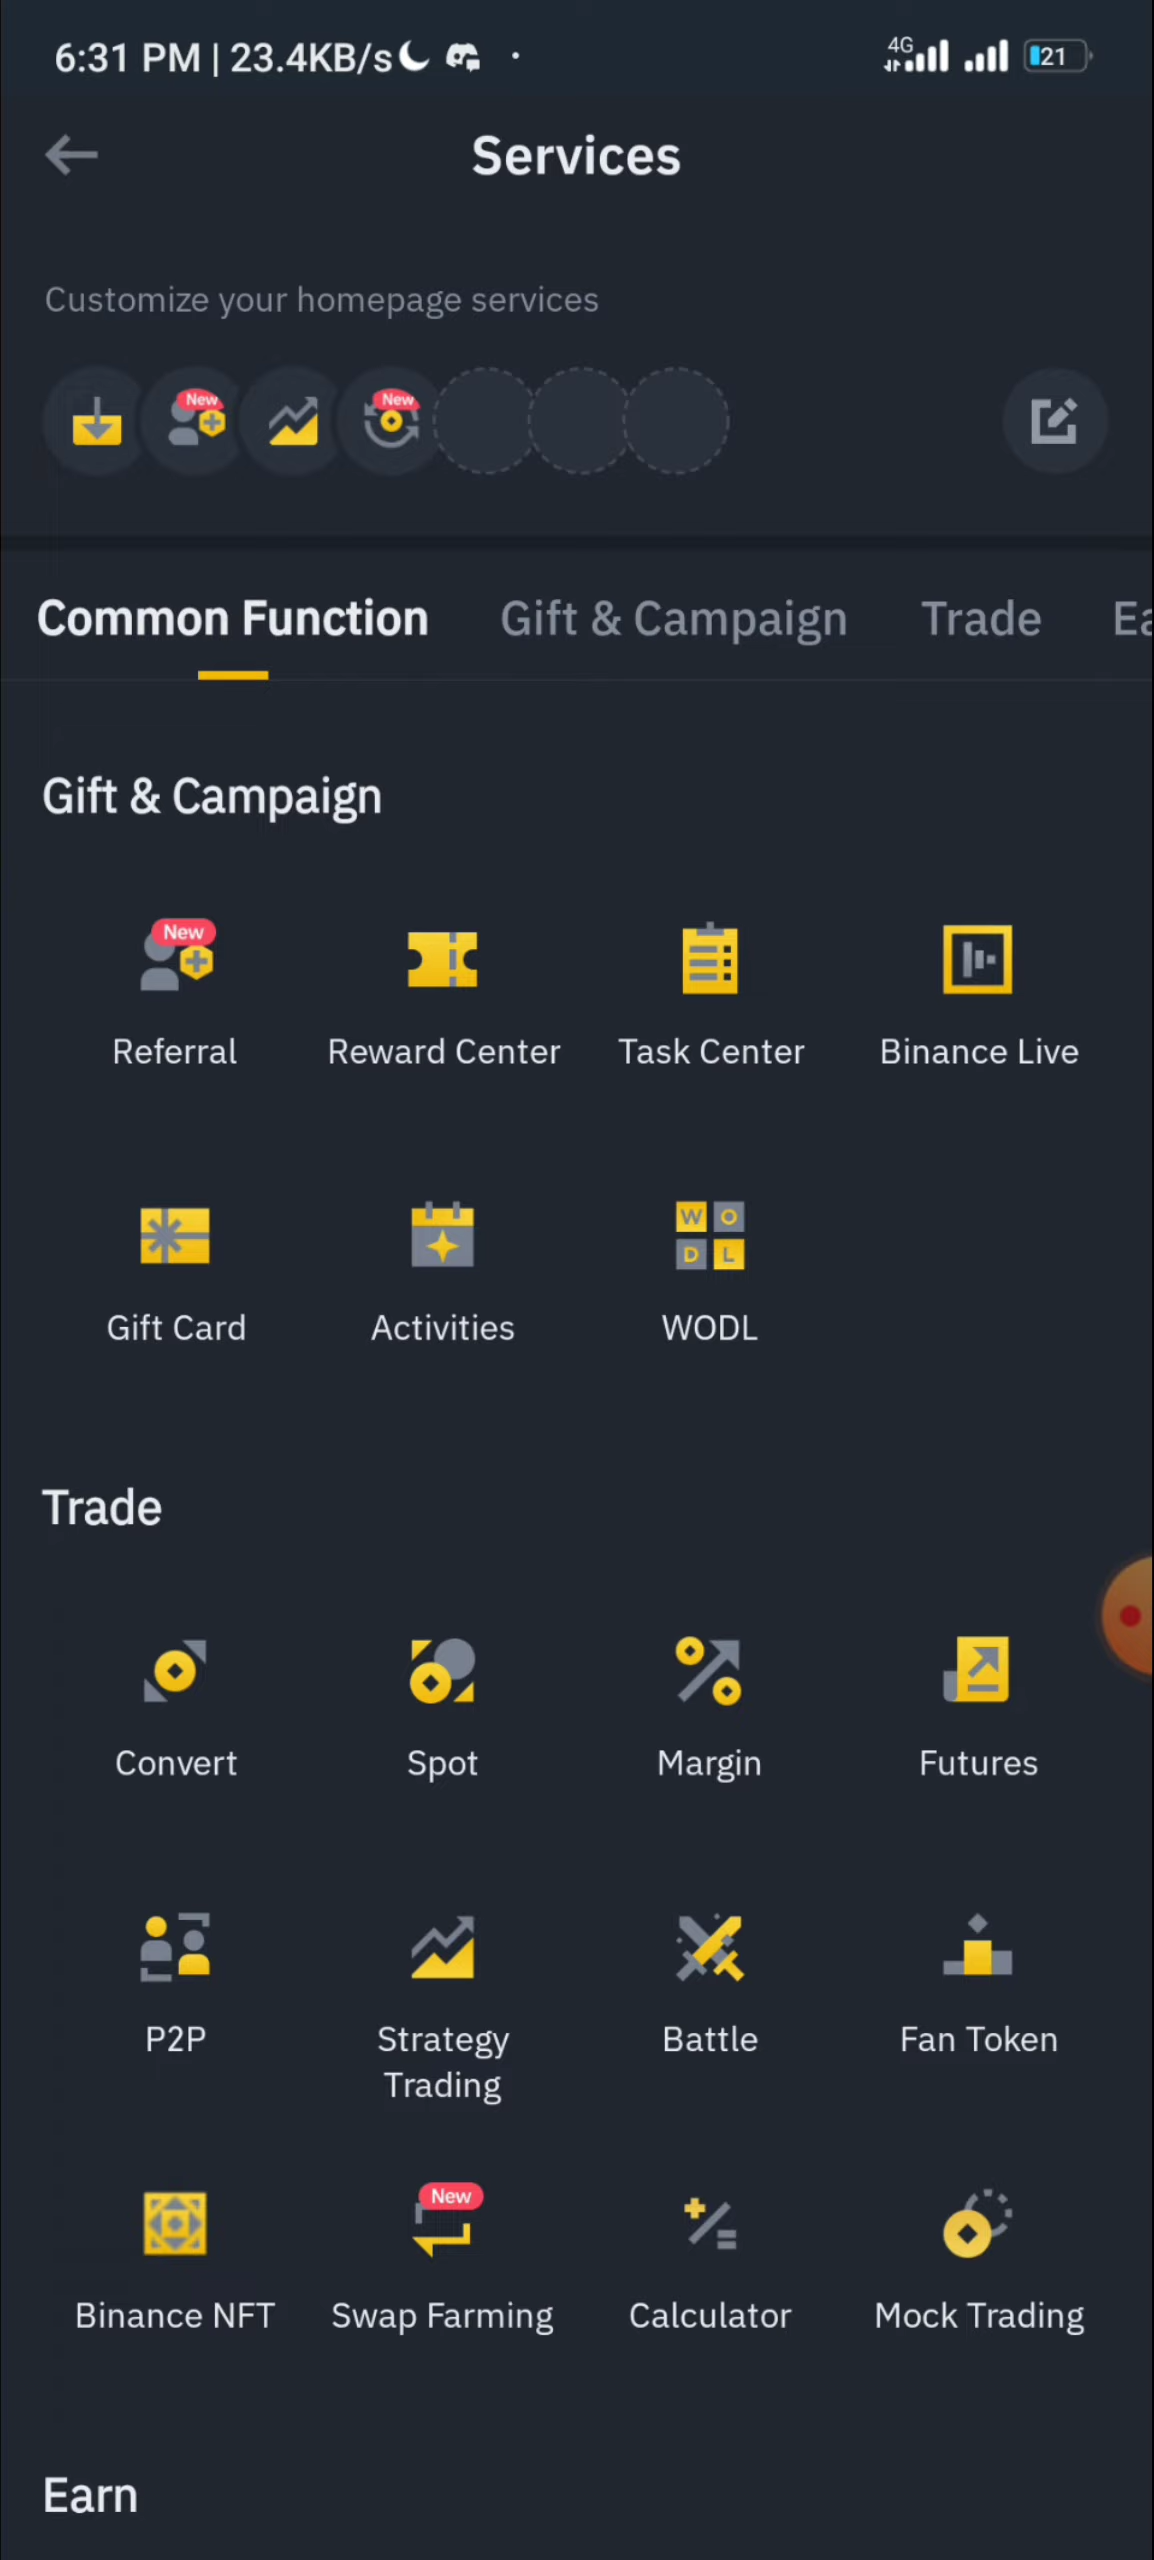 6:31 PM | 23.4KB/s
4G
21
Services
Customize your homepage services
New
New
Common Function
Gift & Campaign
Trade
Ea
Gift & Campaign
New
Referral
Reward Center
Task Center
Binance Live
W O
D L
Gift Card
Activities
WODL
Trade
Convert
Spot
Margin
Futures
P2P
Strategy
Trading
Battle
Fan Token
New
Binance NFT
Swap Farming
Calculator
Mock Trading
Earn